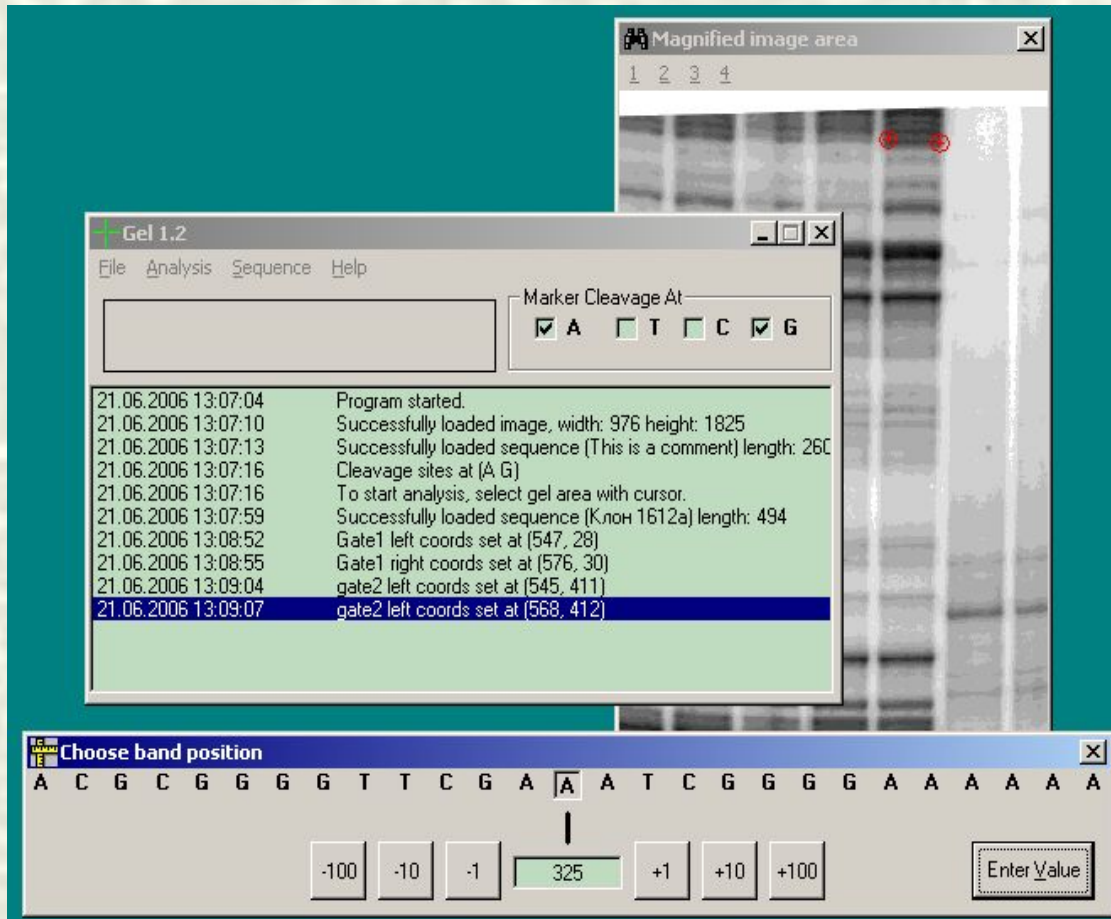 Magnified image area
1 2 3 4
Gel 1.2
File Analysis Sequence Help
Marker Cleavage At
A T C G
21.06.2006 13:07:04 Program started.
21.06.2006 13:07:10 Successfully loaded image, width: 976 height: 1825
21.06.2006 13:07:13 Successfully loaded sequence (This is a comment) length: 260
21.06.2006 13:07:16 Cleavage sites at (A G)
21.06.2006 13:07:16 To start analysis, select gel area with cursor.
21.06.2006 13:07:59 Successfully loaded sequence (Клон 1612a) length: 494
21.06.2006 13:08:52 Gate1 left coords set at (547, 28)
21.06.2006 13:08:55 Gate1 right coords set at (576, 30)
21.06.2006 13:09:04 gate2 left coords set at (545, 411)
21.06.2006 13:09:07 gate2 left coords set at (568, 412)
Choose band position
A C G C G G G G T T C G A A A T C G G G G A A A A A A
-100 -10 -1 325 +1 +10 +100 Enter Value